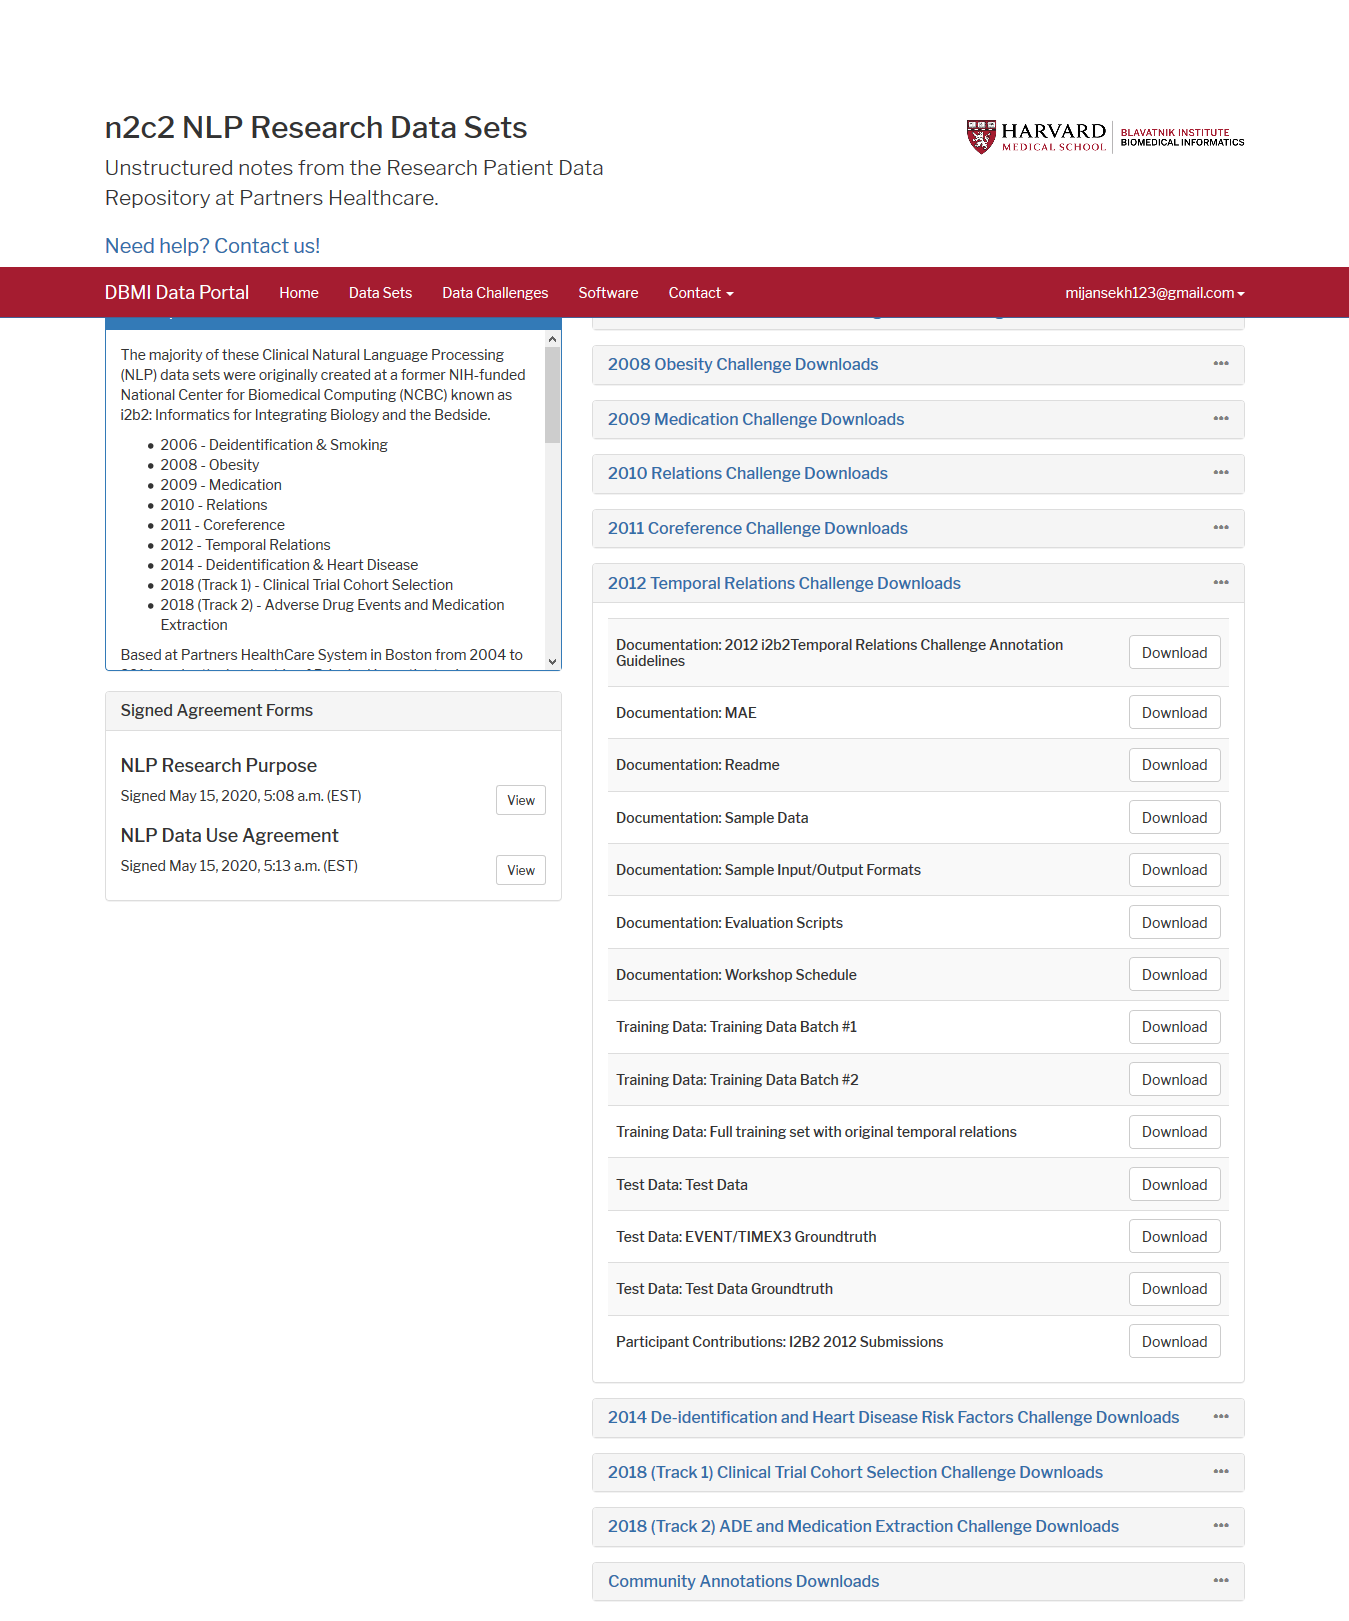 n2c2 NLP Research Data Sets
Unstructured notes from the Research Patient Data
Repository at Partners Healthcare.
Need help? Contact us!
HARVARD
MEDICAL SCHOOL
BLAVATNIK INSTITUTE
BIOMEDICAL INFORMATICS
DBMI Data Portal Home Data Sets Data Challenges Software Contact mijansekh123@gmail.com
The majority of these Clinical Natural Language Processing
(NLP) data sets were originally created at a former NIH-funded
National Center for Biomedical Computing (NCBC) known as
i2b2: Informatics for Integrating Biology and the Bedside.
• 2006 - Deidentification & Smoking
• 2008 - Obesity
• 2009 - Medication
• 2010 - Relations
• 2011 - Coreference
• 2012 - Temporal Relations
• 2014 - Deidentification & Heart Disease
• 2018 (Track 1) - Clinical Trial Cohort Selection
• 2018 (Track 2) - Adverse Drug Events and Medication
Extraction
Based at Partners HealthCare System in Boston from 2004 to
Signed Agreement Forms
NLP Research Purpose
Signed May 15, 2020, 5:08 a.m. (EST) View
NLP Data Use Agreement
Signed May 15, 2020, 5:13 a.m. (EST) View
2008 Obesity Challenge Downloads
2009 Medication Challenge Downloads
2010 Relations Challenge Downloads
2011 Coreference Challenge Downloads
2012 Temporal Relations Challenge Downloads
Documentation: 2012 i2b2Temporal Relations Challenge Annotation
Guidelines Download
Documentation: MAE Download
Documentation: Readme Download
Documentation: Sample Data Download
Documentation: Sample Input/Output Formats Download
Documentation: Evaluation Scripts Download
Documentation: Workshop Schedule Download
Training Data: Training Data Batch #1 Download
Training Data: Training Data Batch #2 Download
Training Data: Full training set with original temporal relations Download
Test Data: Test Data Download
Test Data: EVENT/TIMEX3 Groundtruth Download
Test Data: Test Data Groundtruth Download
Participant Contributions: I2B2 2012 Submissions Download
2014 De-identification and Heart Disease Risk Factors Challenge Downloads
2018 (Track 1) Clinical Trial Cohort Selection Challenge Downloads
2018 (Track 2) ADE and Medication Extraction Challenge Downloads
Community Annotations Downloads